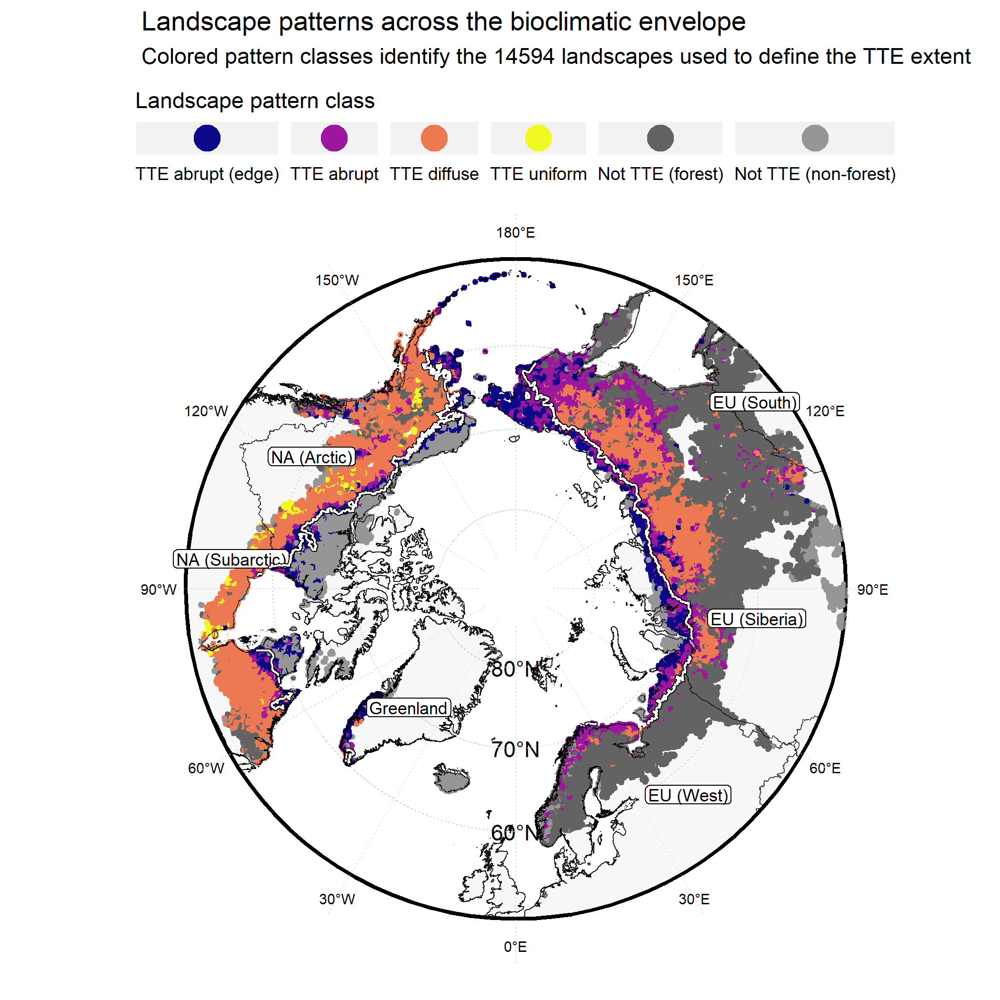 Landscape patterns across the bioclimatic envelope
Colored pattern classes identify the 14594 landscapes used to define the TTE extent
Landscape pattern class
TTE abrupt (edge) TTE abrupt TTE diffuse TTE uniform Not TTE (forest) Not TTE (non-forest)
180°E
150°W 150°E
EU (South)
120°W 120°E
NA (Arctic)
NA (Subarctic)
90°W 90°E
EU (Siberia)
80°N
Greenland
70°N
60°W 60°E
EU (West)
60°N
30°W 30°E
0°E